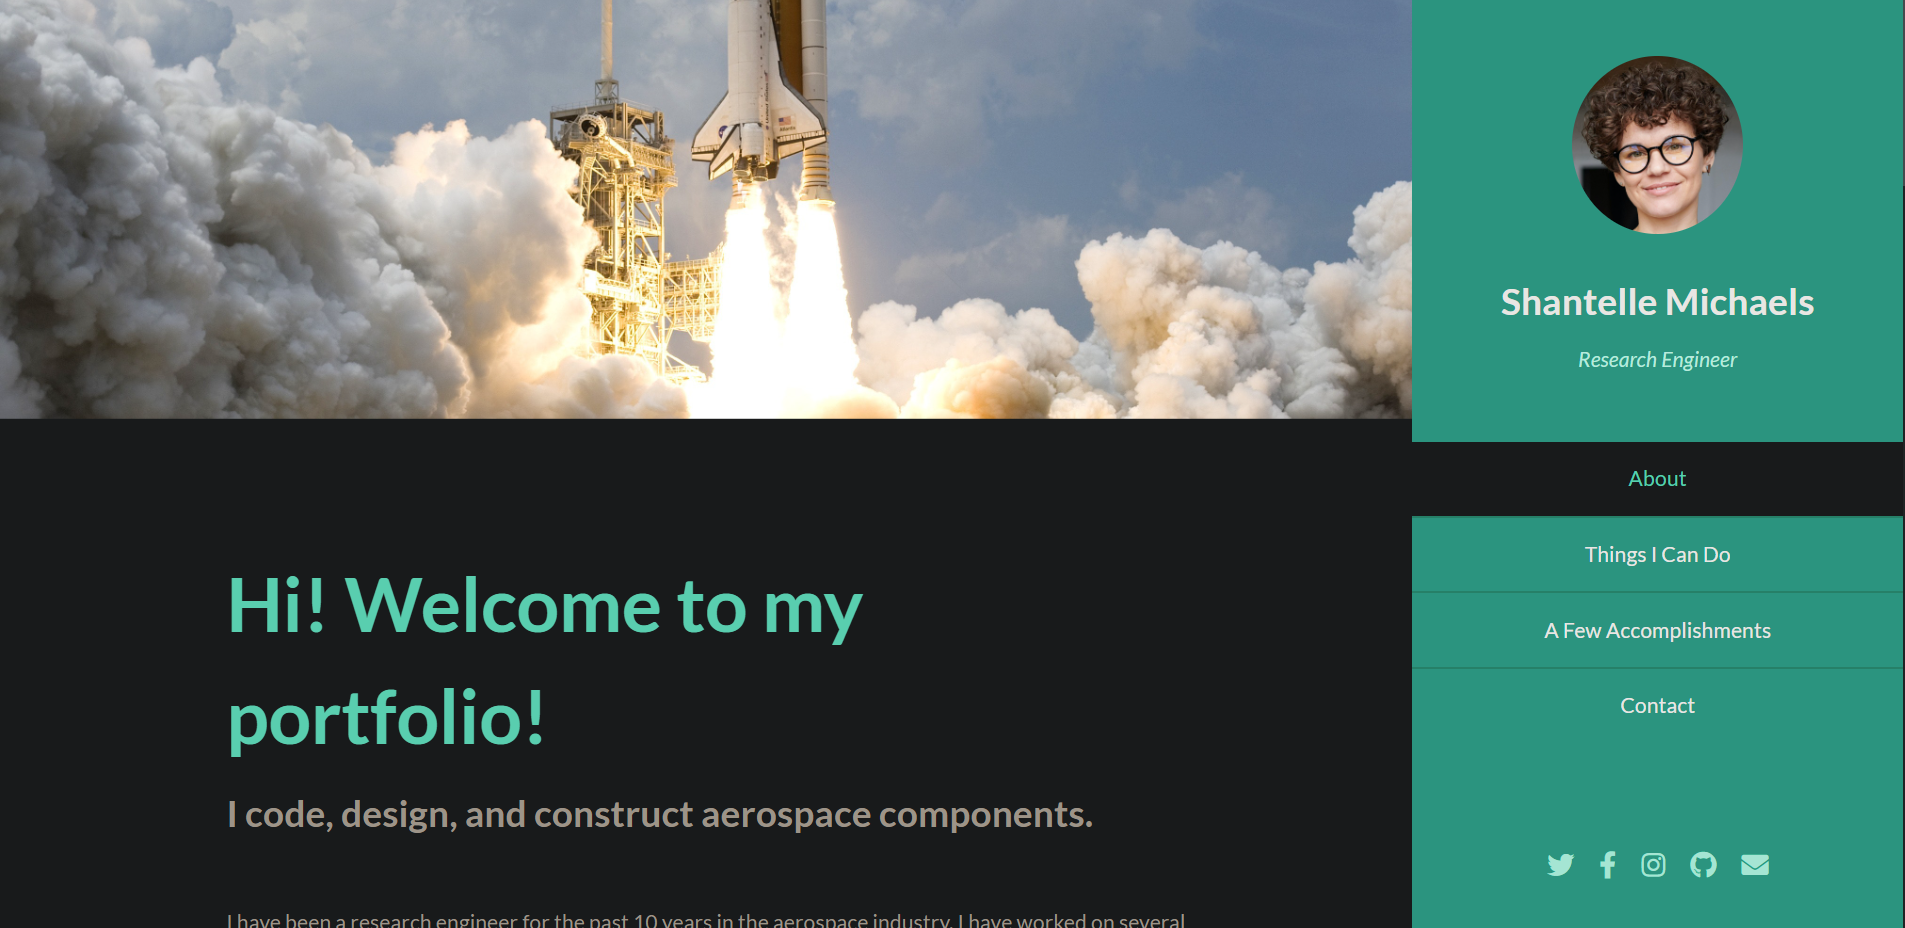 Hi! Welcome to my
portfolio!
I code, design, and construct aerospace components.
I have been a research engineer for the past 10 years in the aerospace industry. I have worked on several
Shantelle Michaels
Research Engineer
About
Things I Can Do
A Few Accomplishments
Contact